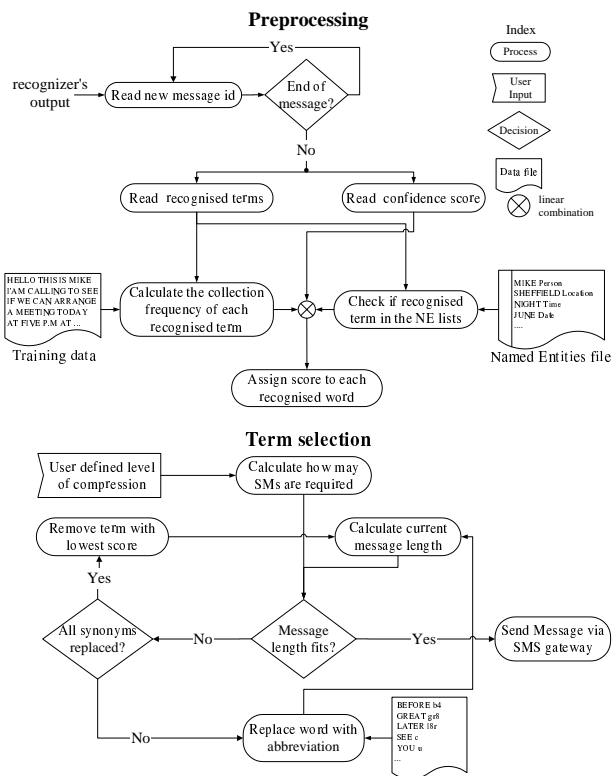 Preprocessing
Index
Process
User
Input
Decision
Data file
linear
combination
Yes
recognizer's
output
Read new message id
End of
message?
No
Read recognised terms
Read confidence score
HELLO THIS IS MIKE
I'AM CALLING TO SEE
IF WE CAN ARRANGE
A MEETING TODAY
AT FIVE P.M AT ...
Training data
Calculate the collection
frequency of each
recognised term
Check if recognised
term in the NE lists
MIKE Person
SHEFFIELD Location
NIGHT Time
JUNE Date
....
Named Entities file
Assign score to each
recognised word
Term selection
User defined level
of compression
Calculate how may
SMs are required
Remove term with
lowest score
Calculate current
message length
Yes
All synonyms
replaced?
No
Message
length fits?
Yes
Send Message via
SMS gateway
No
Replace word with
abbreviation
BEFORE b4
GREAT gr8
LATER l8r
SEE c
YOU u
...